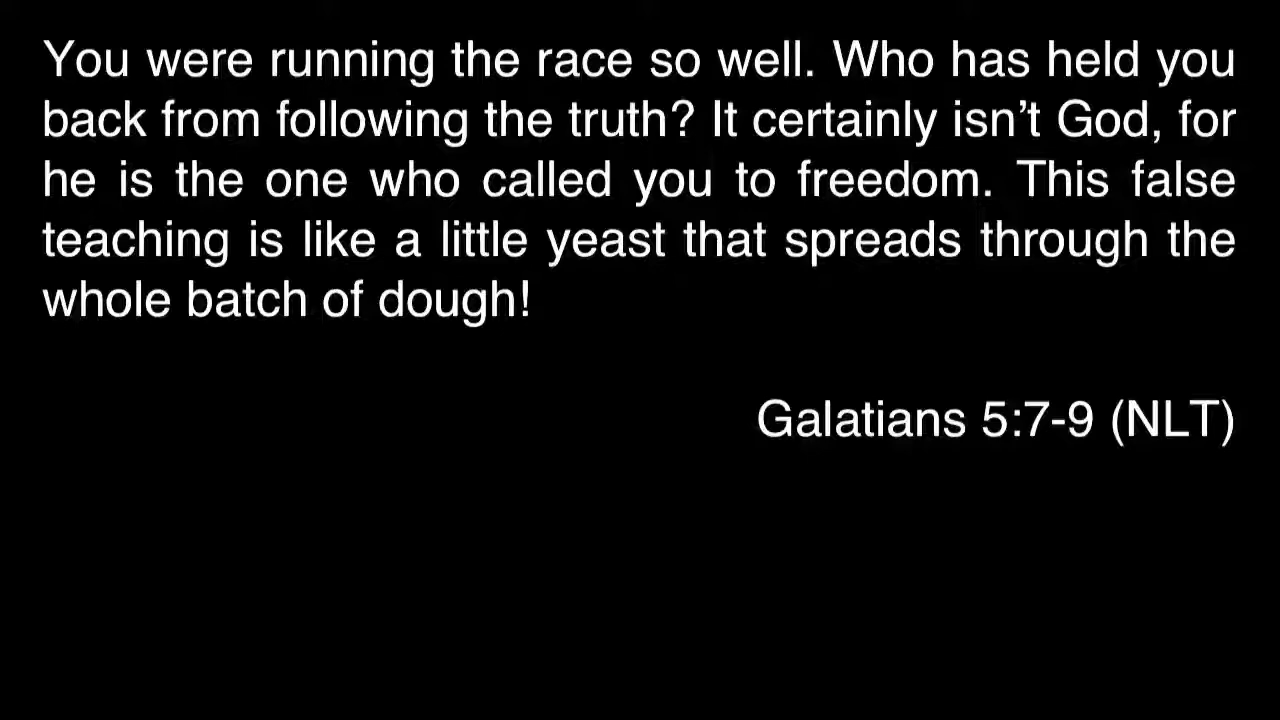 You were running the race so well. Who has held you
back from following the truth? It certainly isn’t God, for
he is the one who called you to freedom. This false
teaching is like a little yeast that spreads through the
whole batch of dough!
Galatians 5:7-9 (NLT)